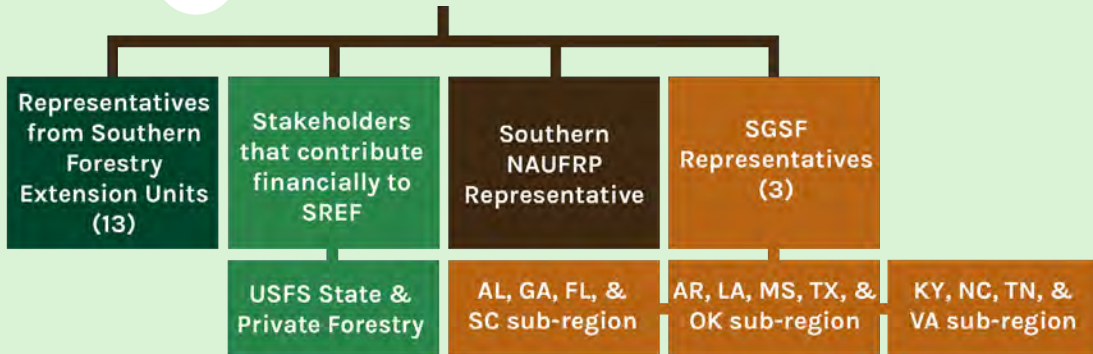 Representatives
from Southern
Forestry
Extension Units
(13)
Stakeholders
that contribute
financially to
SREF
Southern
NAUFRP
Representative
SGSF
Representatives
(3)
USFS State &
Private Forestry
AL, GA, FL, &
SC sub-region
AR, LA, MS, TX, &
OK sub-region
KY, NC, TN, &
VA sub-region